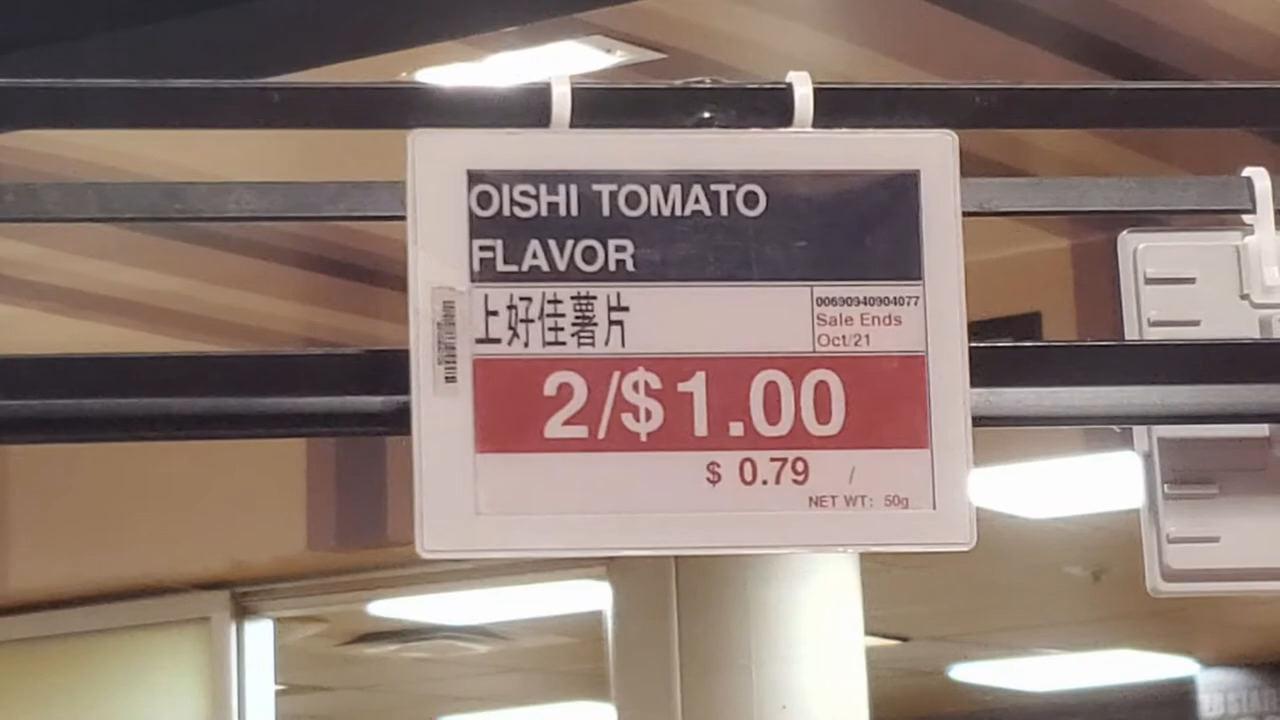 OISHI TOMATO
FLAVOR
上好佳薯片
00690940904077
Sale Ends
Oct/21
2/$1.00
$ 0.79 /
NET WT: 50g